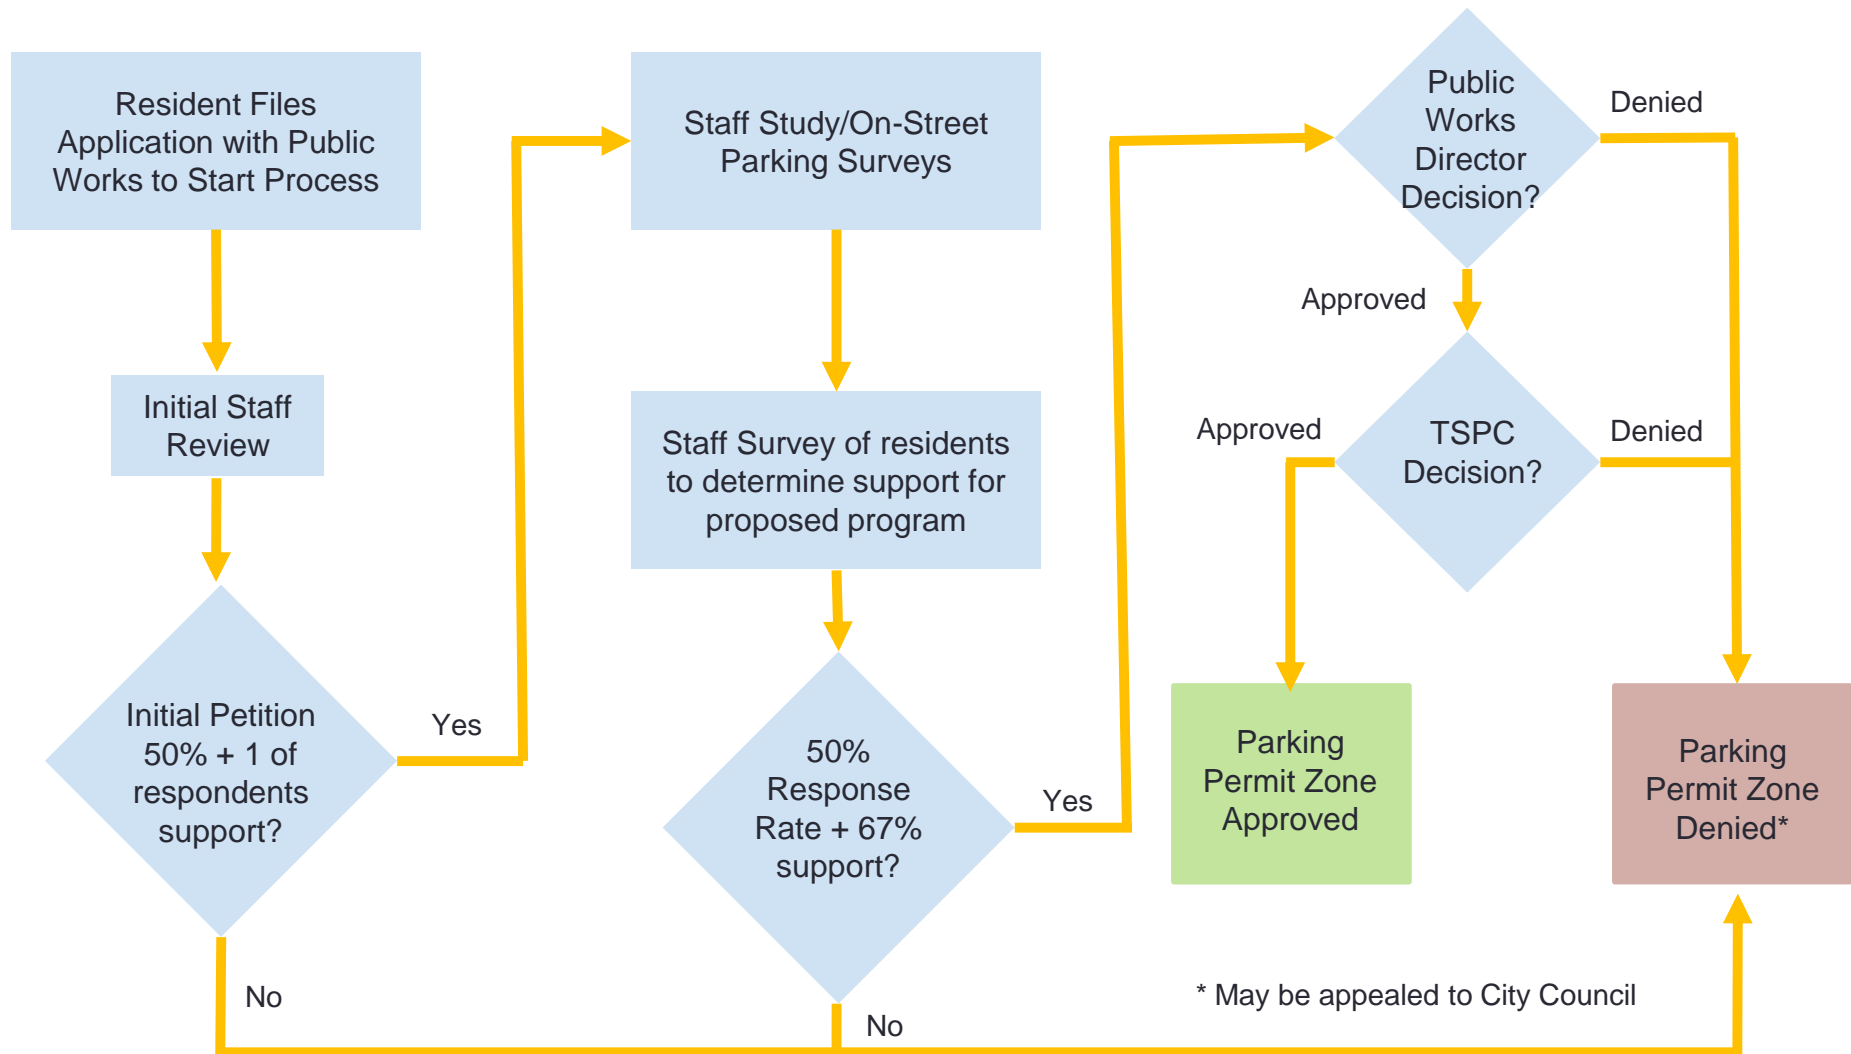 Resident Files
Application with Public
Works to Start Process
Initial Staff
Review
Initial Petition
50% + 1 of
respondents
support?
Yes
No
Staff Study/On-Street
Parking Surveys
Staff Survey of residents
to determine support for
proposed program
50%
Response
Rate + 67%
support?
Yes
No
Public
Works
Director
Decision?
Denied
Approved
TSPC
Decision?
Approved
Denied
Parking
Permit Zone
Approved
Parking
Permit Zone
Denied*
* May be appealed to City Council